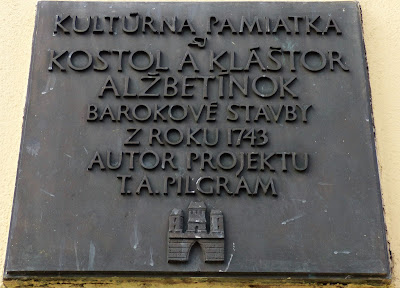 KULTÚRNA PAMIATKA
KOSTOL A KLÁŠTOR
ALŽBETÍNOK
BAROKOVÉ STAVBY
Z ROKU 1743
AUTOR PROJEKTU
T.A.PILGRAM